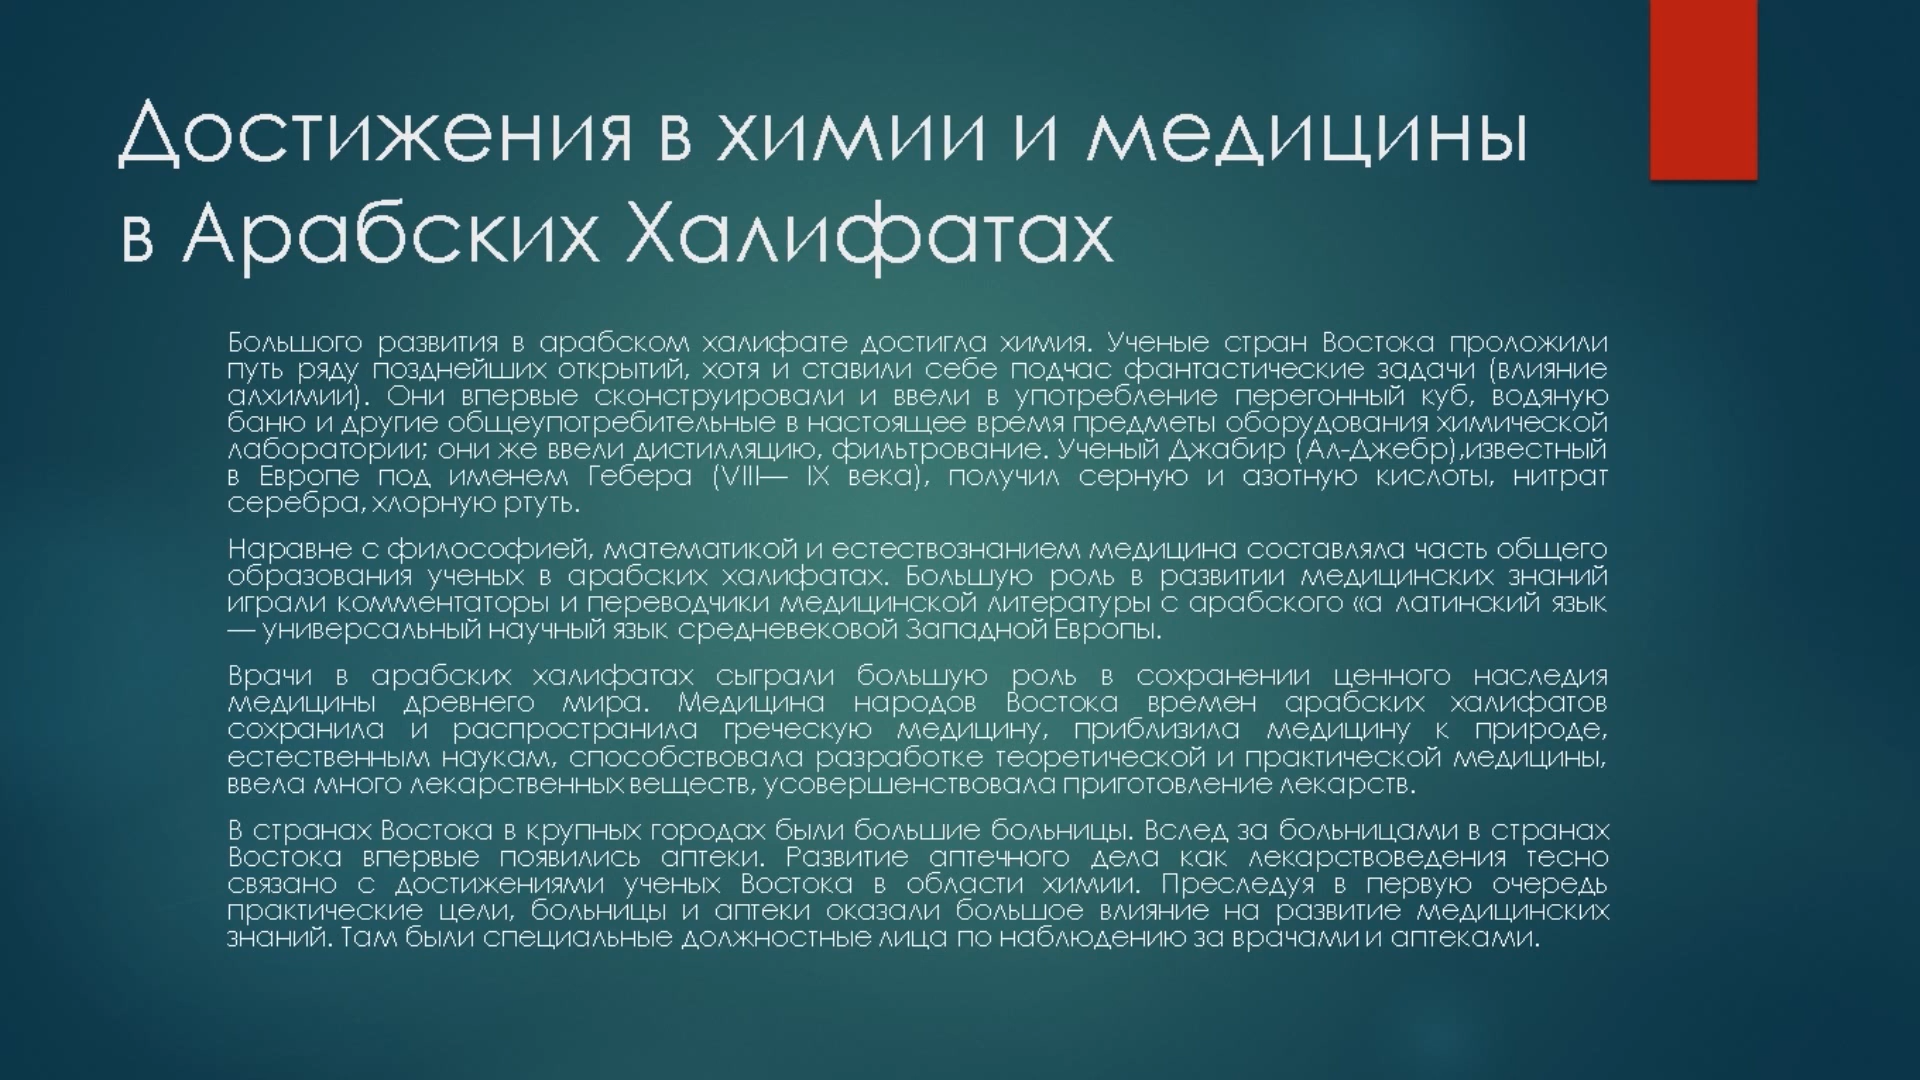 Достижения в химии и медицины
в Арабских Халифатах
Большого развития в арабском халифате достигла химия. Ученые стран Востока проложили
путь ряду позднейших открытий, хотя и ставили себе подчас фантастические задачи (влияние
алхимии). Они впервые сконструировали и ввели в употребление перегонный куб, водяную
баню и другие общеупотребительные в настоящее время предметы оборудования химической
лаборатории; они же ввели дистилляцию, фильтрование. Ученый Джабир (Ал-Джебр),известный
в Европе под именем Гебера (VIII— IX века), получил серную и азотную кислоты, нитрат
серебра, хлорную ртуть.
Наравне с философией, математикой и естествознанием медицина составляла часть общего
образования ученых в арабских халифатах. Большую роль в развитии медицинских знаний
играли комментаторы и переводчики медицинской литературы с арабского «а латинский язык
— универсальный научный язык средневековой Западной Европы.
Врачи в арабских халифатах сыграли большую роль в сохранении ценного наследия
медицины древнего мира. Медицина народов Востока времен арабских халифатов
сохранила и распространила греческую медицину, приблизила медицину к природе,
естественным наукам, способствовала разработке теоретической и практической медицины,
ввела много лекарственных веществ, усовершенствовала приготовление лекарств.
В странах Востока в крупных городах были большие больницы. Вслед за больницами в странах
Востока впервые появились аптеки. Развитие аптечного дела как лекарствоведения тесно
связано с достижениями ученых Востока в области химии. Преследуя в первую очередь
практические цели, больницы и аптеки оказали большое влияние на развитие медицинских
знаний. Там были специальные должностные лица по наблюдению за врачами и аптеками.